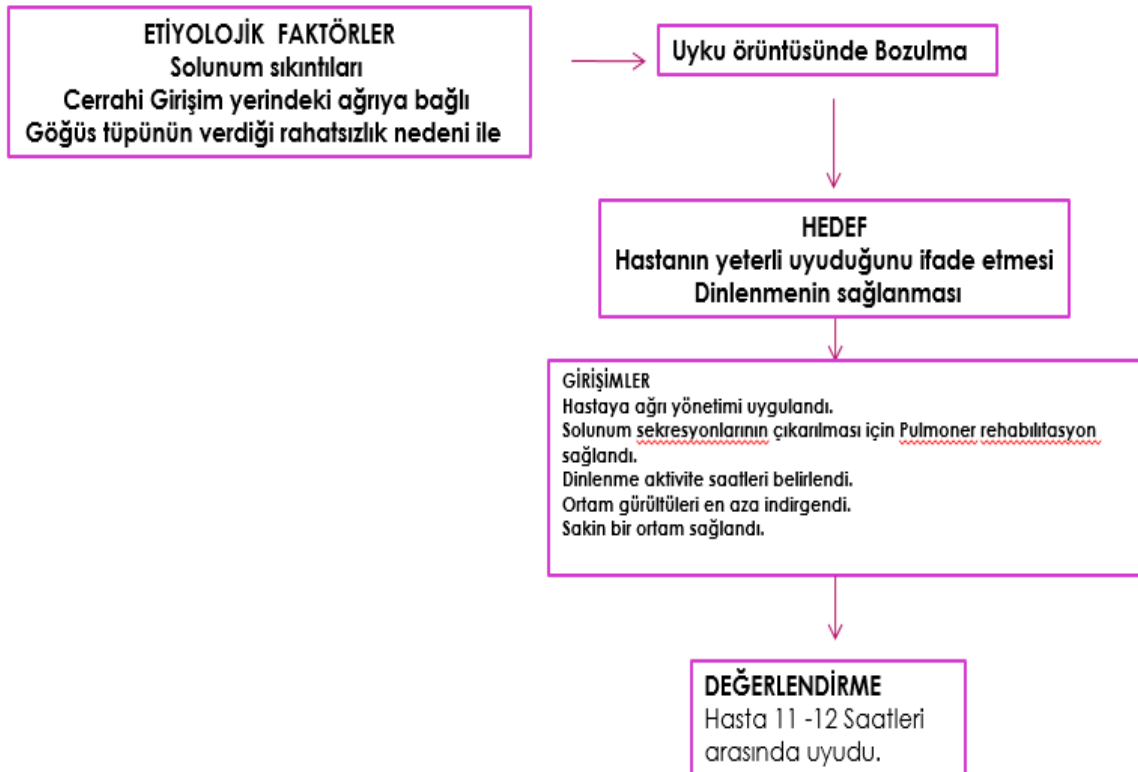 ETİYOLOJİK FAKTÖRLER
Solunum sıkıntıları
Cerrahi Girişim yerindeki ağrıya bağlı
Göğüs tüpünün verdiği rahatsızlık nedeni ile
Uyku örüntüsünde Bozulma
HEDEF
Hastanın yeterli uyuduğunu ifade etmesi
Dinlenmenin sağlanması
GİRİŞİMLER
Hastaya ağrı yönetimi uygulandı.
Solunum sekresyonlarının çıkarılması için Pulmoner rehabilitasyon
sağlandı.
Dinlenme aktivite saatleri belirlendi.
Ortam gürültüleri en aza indirgendi.
Sakin bir ortam sağlandı.
DEĞERLENDİRME
Hasta 11 -12 Saatleri
arasında uyudu.